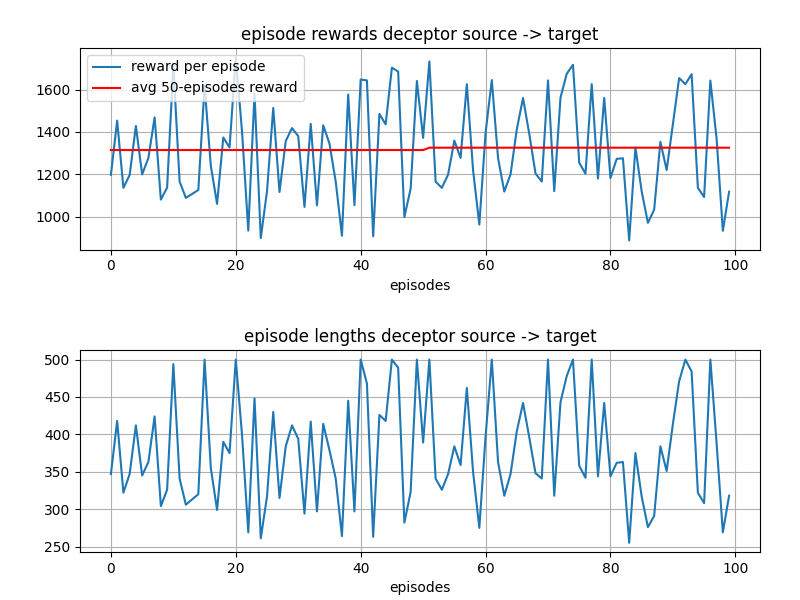 episode rewards deceptor source -> target
reward per episode
avg 50-episodes reward
1600
1400
1200
1000
0 20 40 60 80 100
episodes
episode lengths deceptor source -> target
500
450
400
350
300
250
0 20 40 60 80 100
episodes